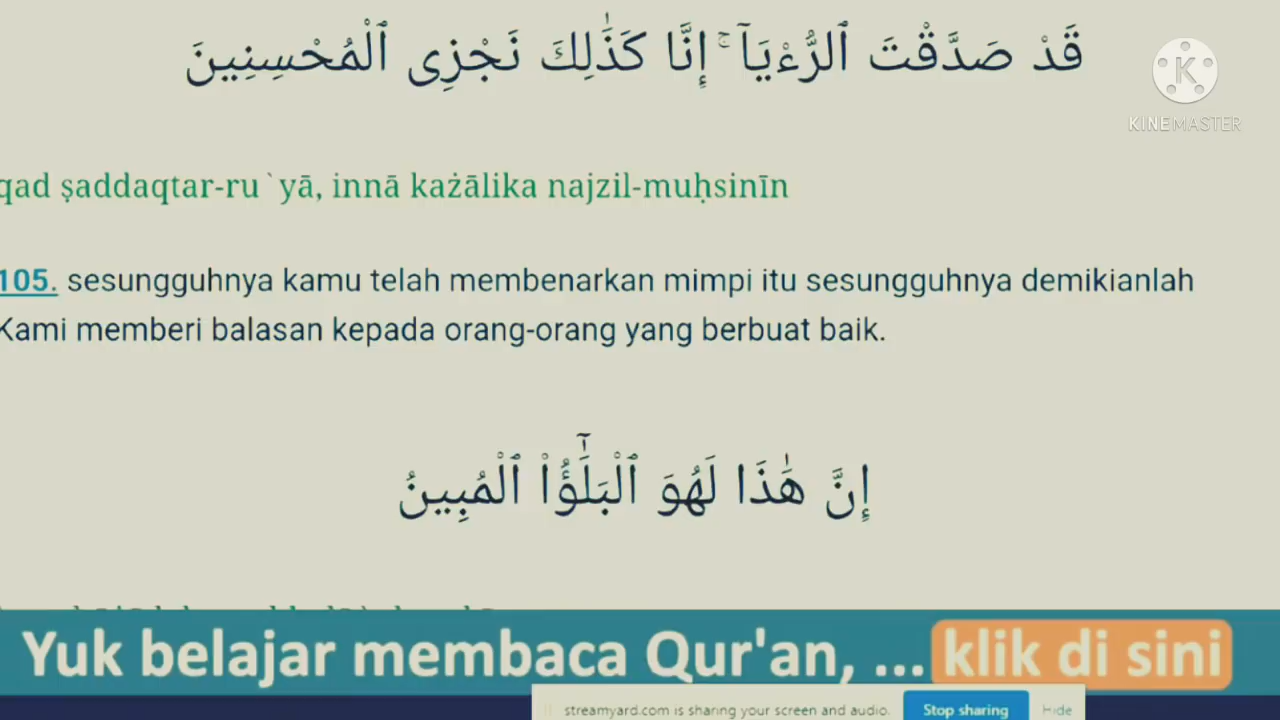 قَدْ صَدَّقْتَ ٱلرُّءْيَآ ۚ إِنَّا كَذَٰلِكَ نَجْزِى ٱلْمُحْسِنِينَ
KINEMASTER
qad ṣaddaqtar-ru`yā, innā każālika najzil-muḥsinīn
105. sesungguhnya kamu telah membenarkan mimpi itu sesungguhnya demikianlah
Kami memberi balasan kepada orang-orang yang berbuat baik.
إِنَّ هَٰذَا لَهُوَ ٱلْبَلَٰٓؤُا۟ ٱلْمُبِينُ
Yuk belajar membaca Qur'an, ... klik di sini
streamyard.com is sharing your screen and audio. Stop sharing Hide